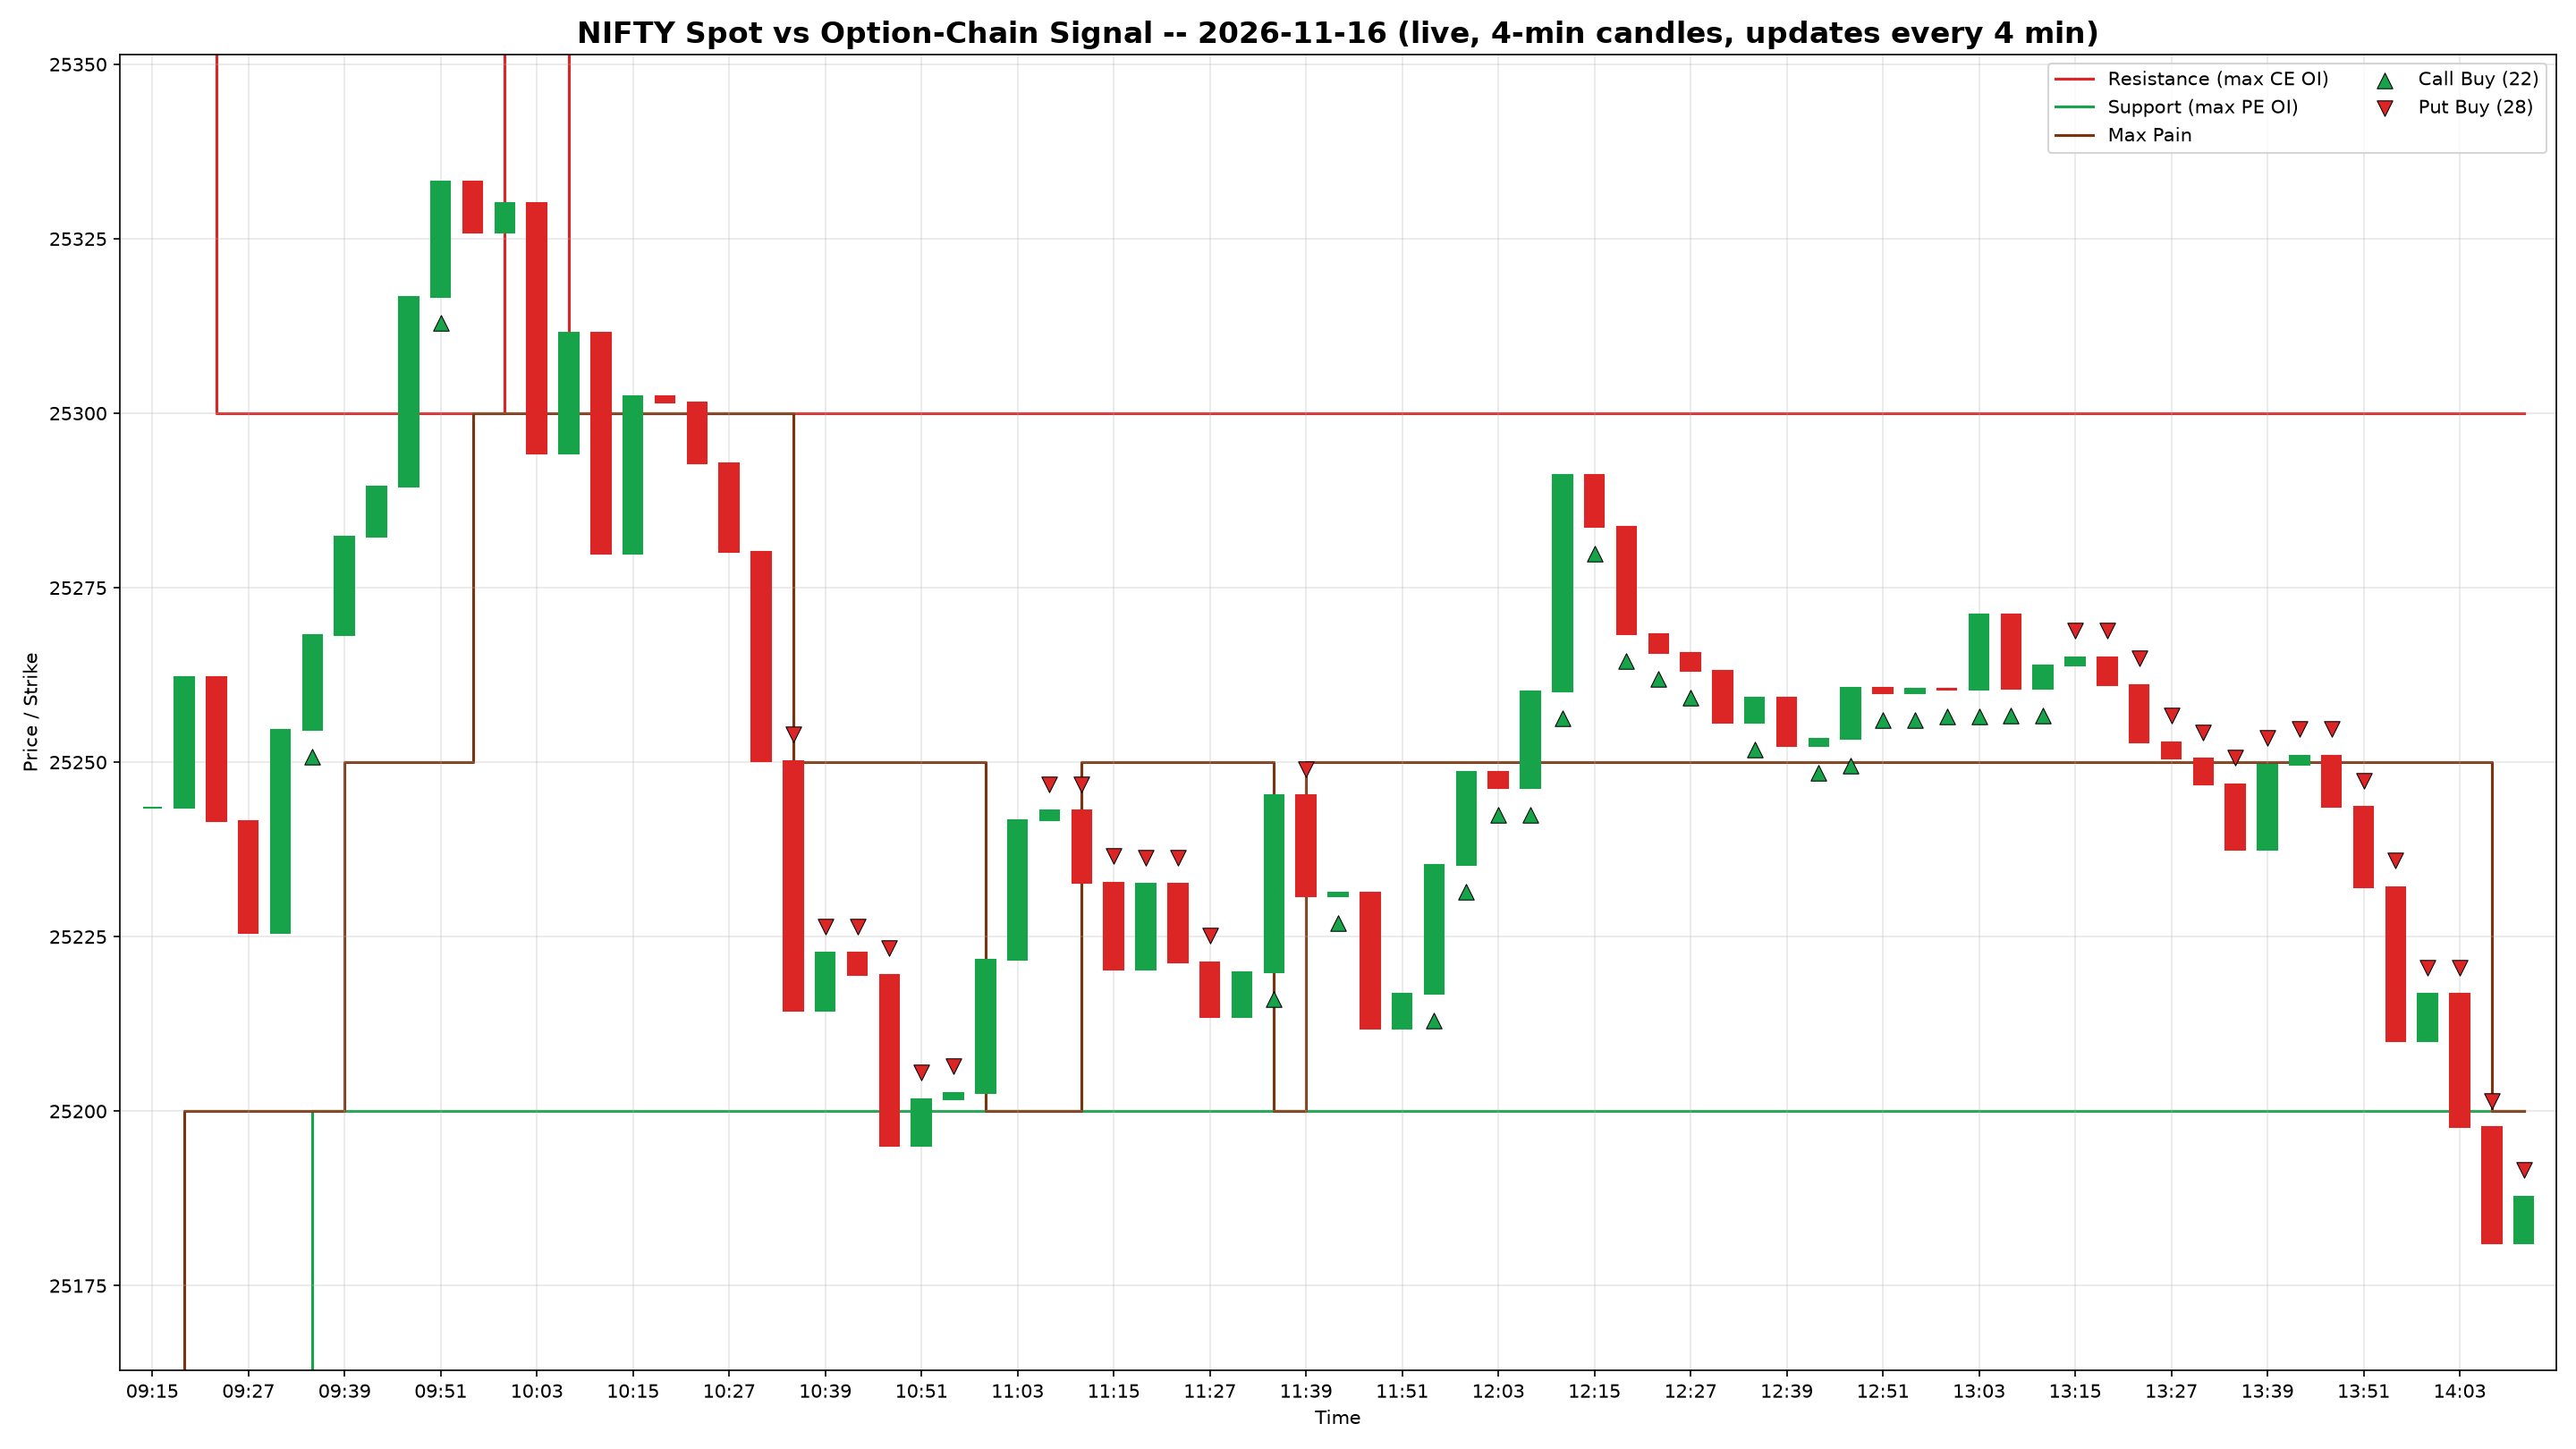 NIFTY Spot vs Option-Chain Signal -- 2026-11-16 (live, 4-min candles, updates every 4 min)
Resistance (max CE OI)
Support (max PE OI)
Max Pain
Call Buy (22)
Put Buy (28)
Price / Strike
25350
25325
25300
25275
25250
25225
25200
25175
09:15 09:27 09:39 09:51 10:03 10:15 10:27 10:39 10:51 11:03 11:15 11:27 11:39 11:51 12:03 12:15 12:27 12:39 12:51 13:03 13:15 13:27 13:39 13:51 14:03
Time